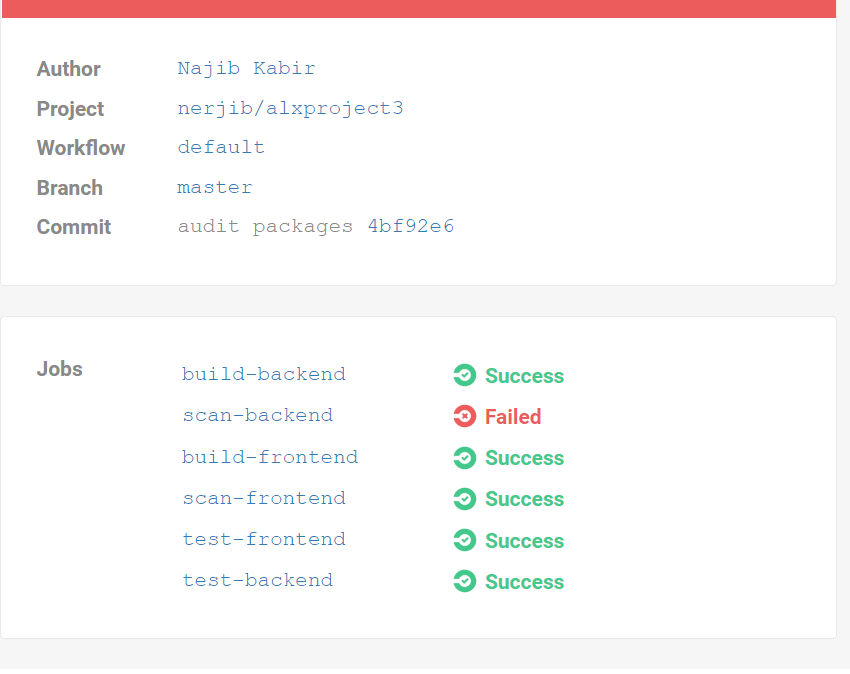 Author Najib Kabir
Project nerjib/alxproject3
Workflow default
Branch master
Commit audit packages 4bf92e6
Jobs
build-backend Success
scan-backend Failed
build-frontend Success
scan-frontend Success
test-frontend Success
test-backend Success